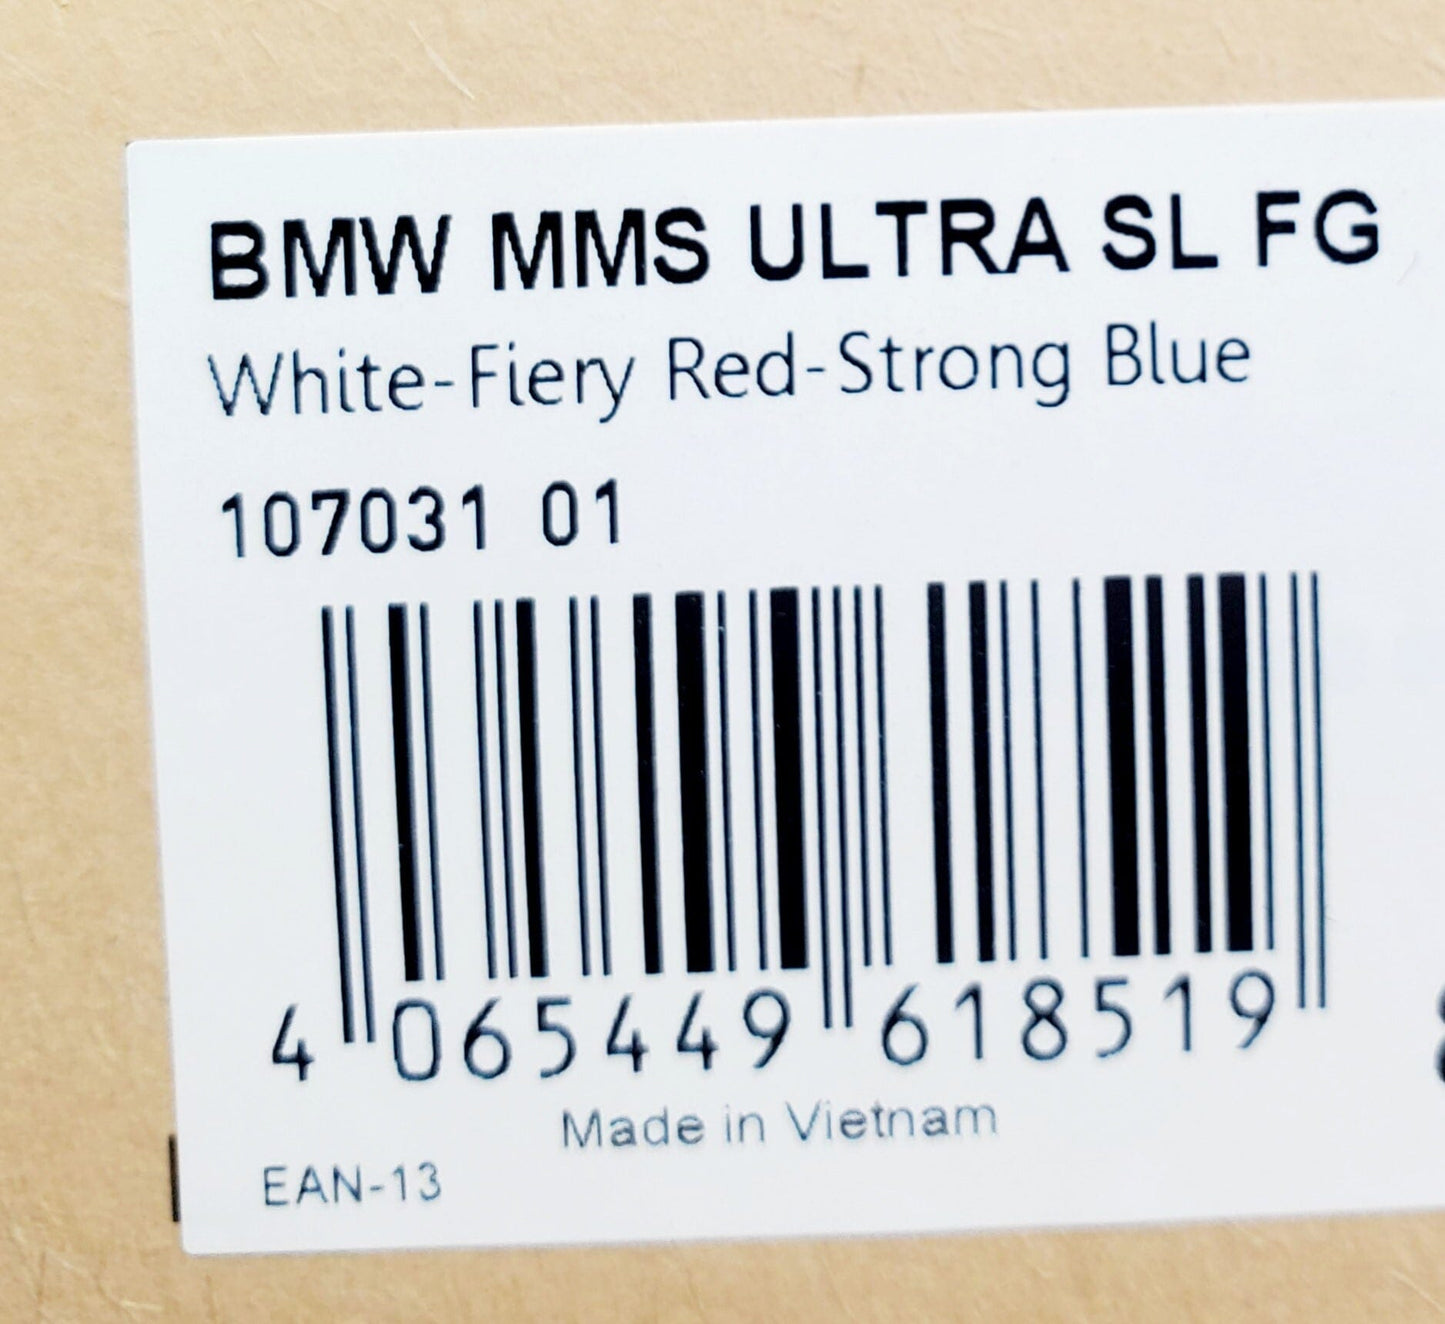 BMW MMS ULTRA SL FG
White-Fiery Red-Strong Blue
107031 01
4 065449 618519
Made in Vietnam
EAN-13